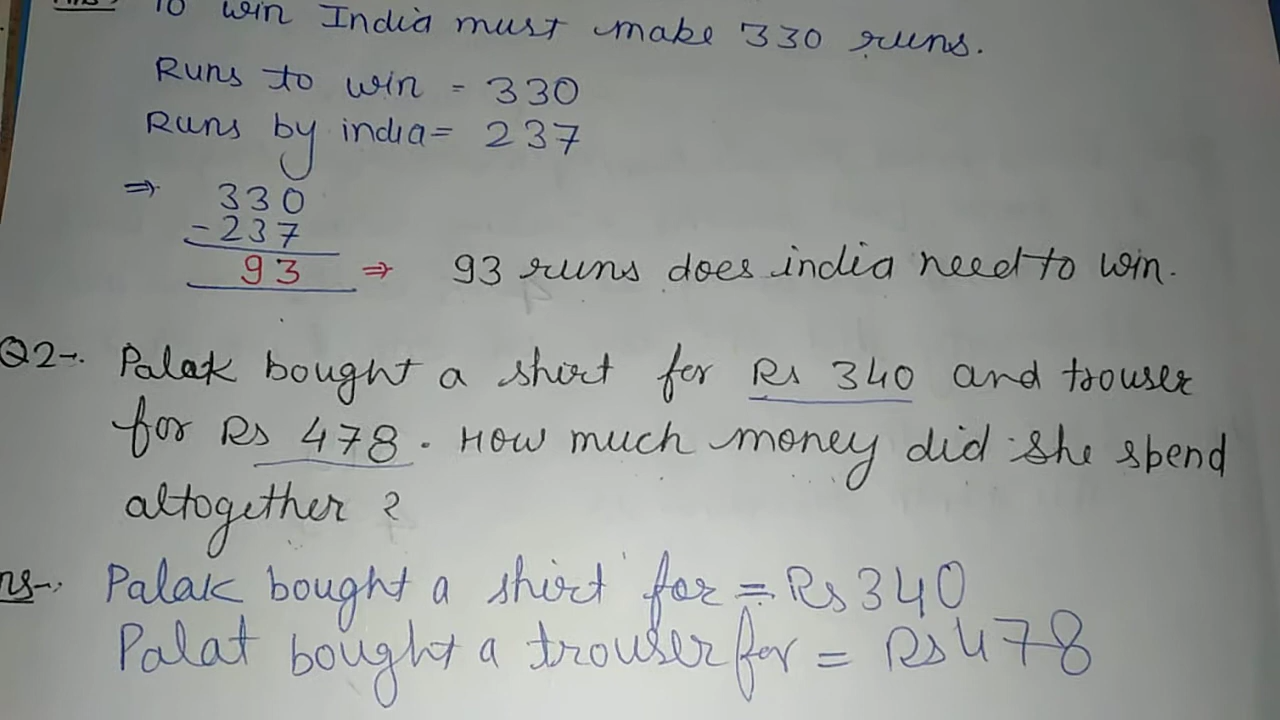 Ans-. To win India must make 330 runs.
Runs to win - 330
Runs by india= 237
⇒ 330
-237
93 ⇒ 93 runs does india need to win.
Q2-. Palak bought a shirt for Rs 340 and trouser
for Rs 478. How much money did she spend
altogether ?
ns-. Palak bought a shirt for = Rs 340
Palat bought a trouser for = Rs 478